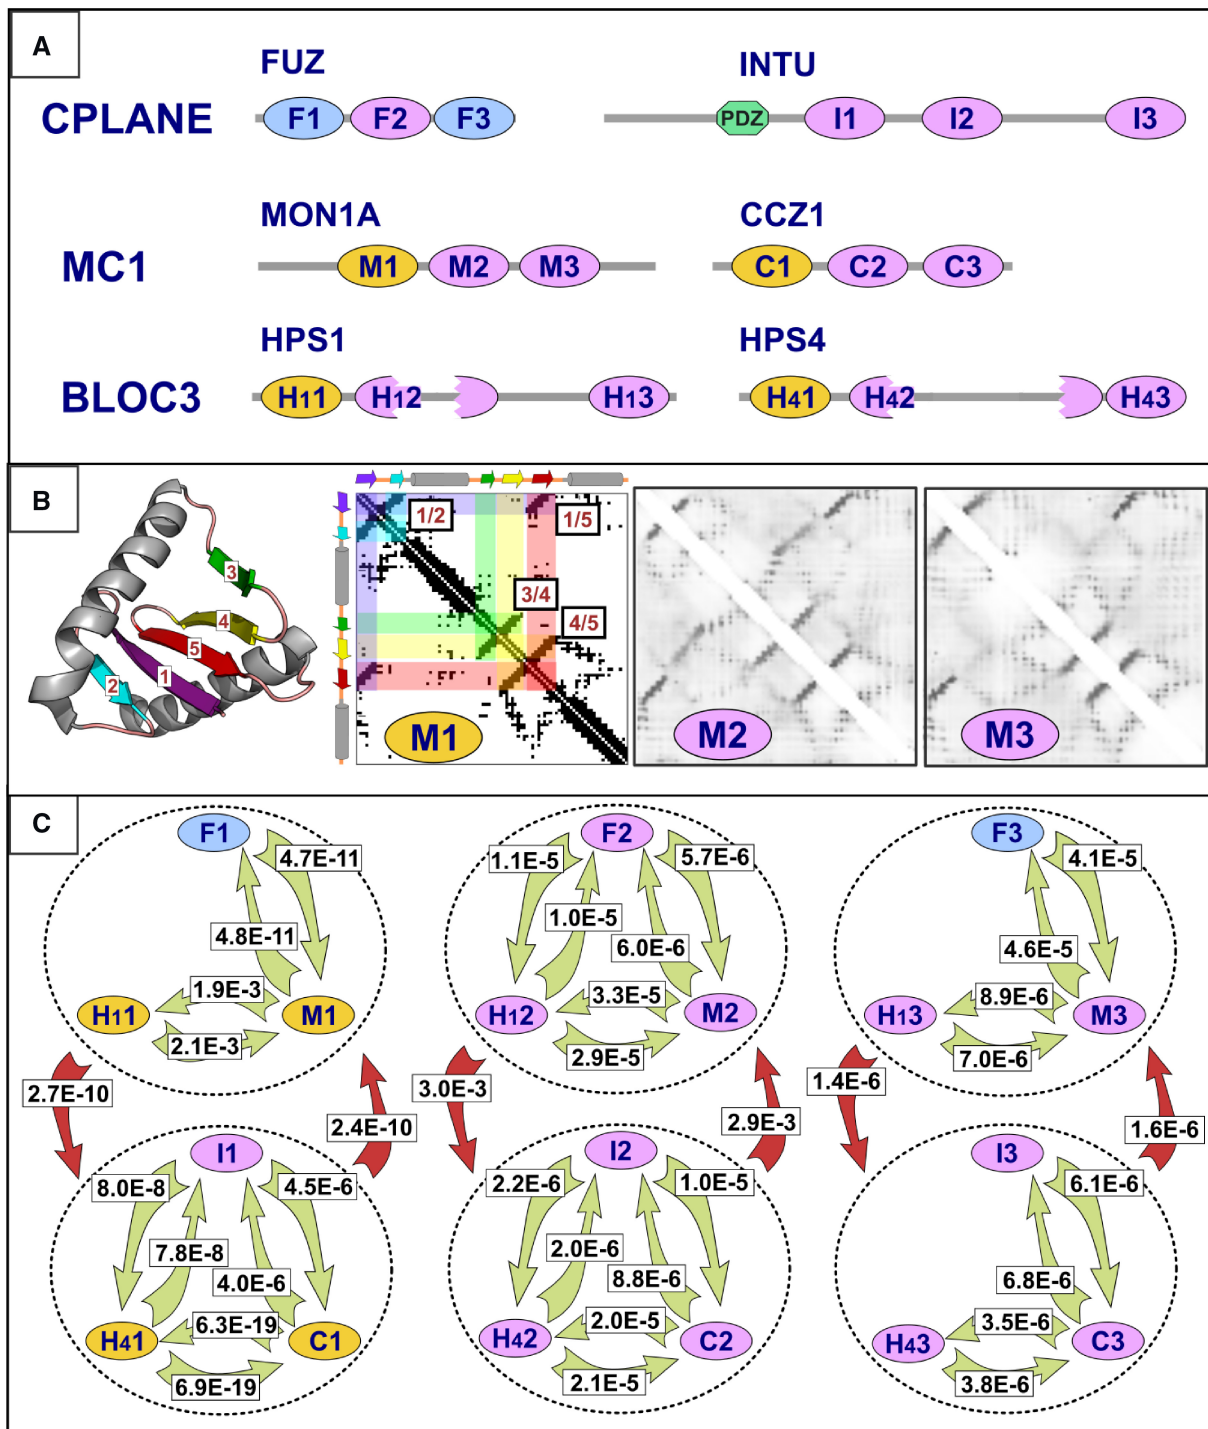 A
FUZ
INTU
CPLANE
F1
F2
F3
PDZ
I1
I2
I3
MON1A
CCZ1
MC1
M1
M2
M3
C1
C2
C3
HPS1
HPS4
BLOC3
H11
H12
H13
H41
H42
H43
B
3
4
5
1
2
1/2
1/5
3/4
4/5
M1
M2
M3
C
F1
4.7E-11
4.8E-11
1.9E-3
H11
M1
2.1E-3
F2
1.1E-5
5.7E-6
1.0E-5
6.0E-6
3.3E-5
H12
M2
2.9E-5
F3
4.1E-5
4.6E-5
8.9E-6
H13
M3
7.0E-6
2.7E-10
2.4E-10
3.0E-3
2.9E-3
1.4E-6
1.6E-6
I1
8.0E-8
4.5E-6
7.8E-8
4.0E-6
6.3E-19
H41
C1
6.9E-19
I2
2.2E-6
1.0E-5
2.0E-6
8.8E-6
2.0E-5
H42
C2
2.1E-5
I3
6.1E-6
6.8E-6
3.5E-6
H43
C3
3.8E-6